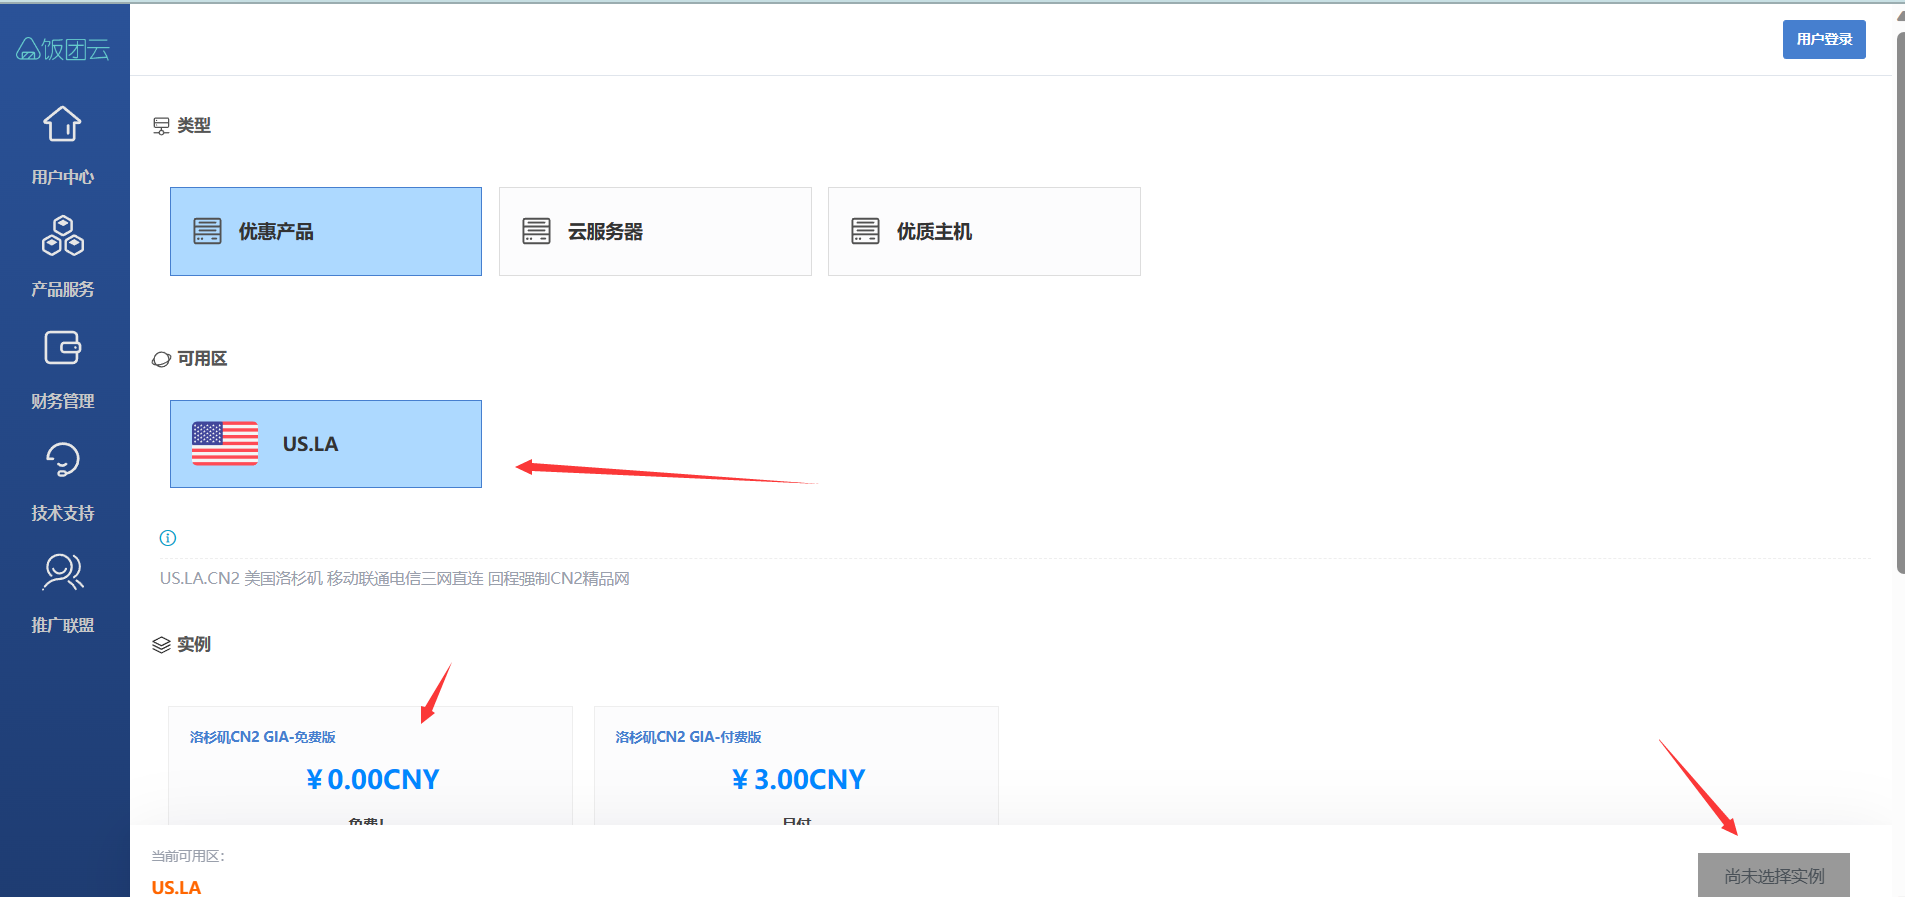 饭团云
用户登录
用户中心
产品服务
财务管理
技术支持
推广联盟
类型
优惠产品
云服务器
优质主机
可用区
US.LA
US.LA.CN2 美国洛杉矶 移动联通电信三网直连 回程强制CN2精品网
实例
洛杉矶CN2 GIA-免费版
¥ 0.00CNY
免费!
洛杉矶CN2 GIA-付费版
¥ 3.00CNY
月付
当前可用区：
US.LA
尚未选择实例